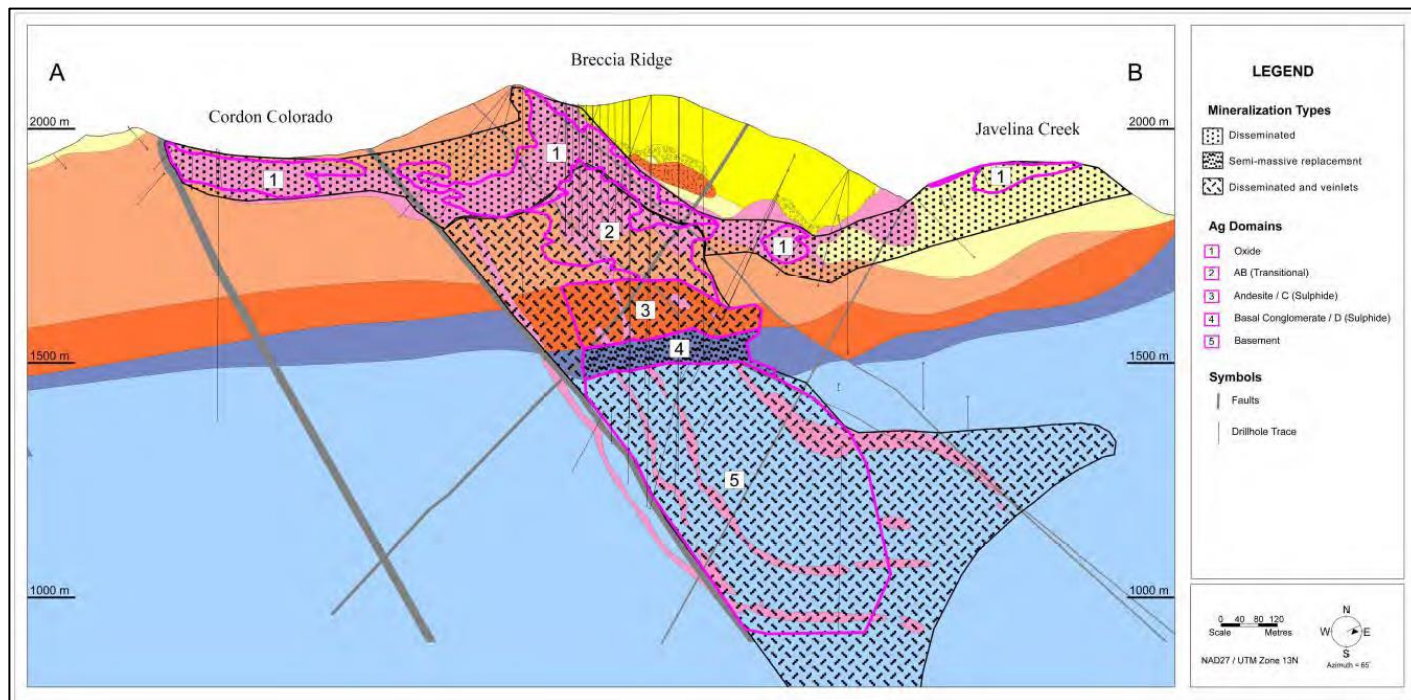 A
Breccia Ridge
B
Cordon Colorado
Javelina Creek
2000 m
2000 m
1
1
1
1
2
3
4
5
1500 m
1500 m
1000 m
1000 m
LEGEND
Mineralization Types
Disseminated
Semi-massive replacement
Disseminated and veinlets
Ag Domains
1 Oxide
2 AB (Transitional)
3 Andesite / C (Sulphide)
4 Basal Conglomerate / D (Sulphide)
5 Basement
Symbols
Faults
Drillhole Trace
0 40 80 120
Scale Metres
NAD27 / UTM Zone 13N
N
W E
S
Azimuth = 65°